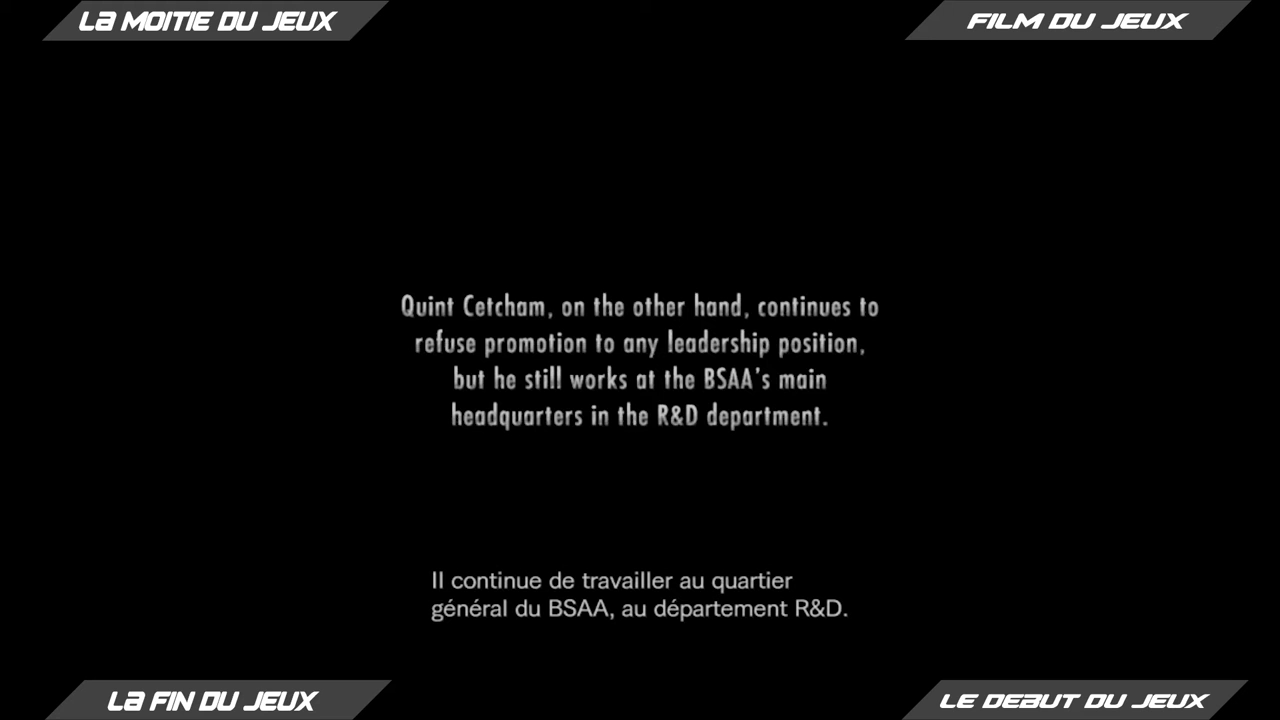 LA MOITIE DU JEUX
FILM DU JEUX
Quint Cetcham, on the other hand, continues to
refuse promotion to any leadership position,
but he still works at the BSAA's main
headquarters in the R&D department.
Il continue de travailler au quartier
général du BSAA, au département R&D.
LA FIN DU JEUX
LE DEBUT DU JEUX